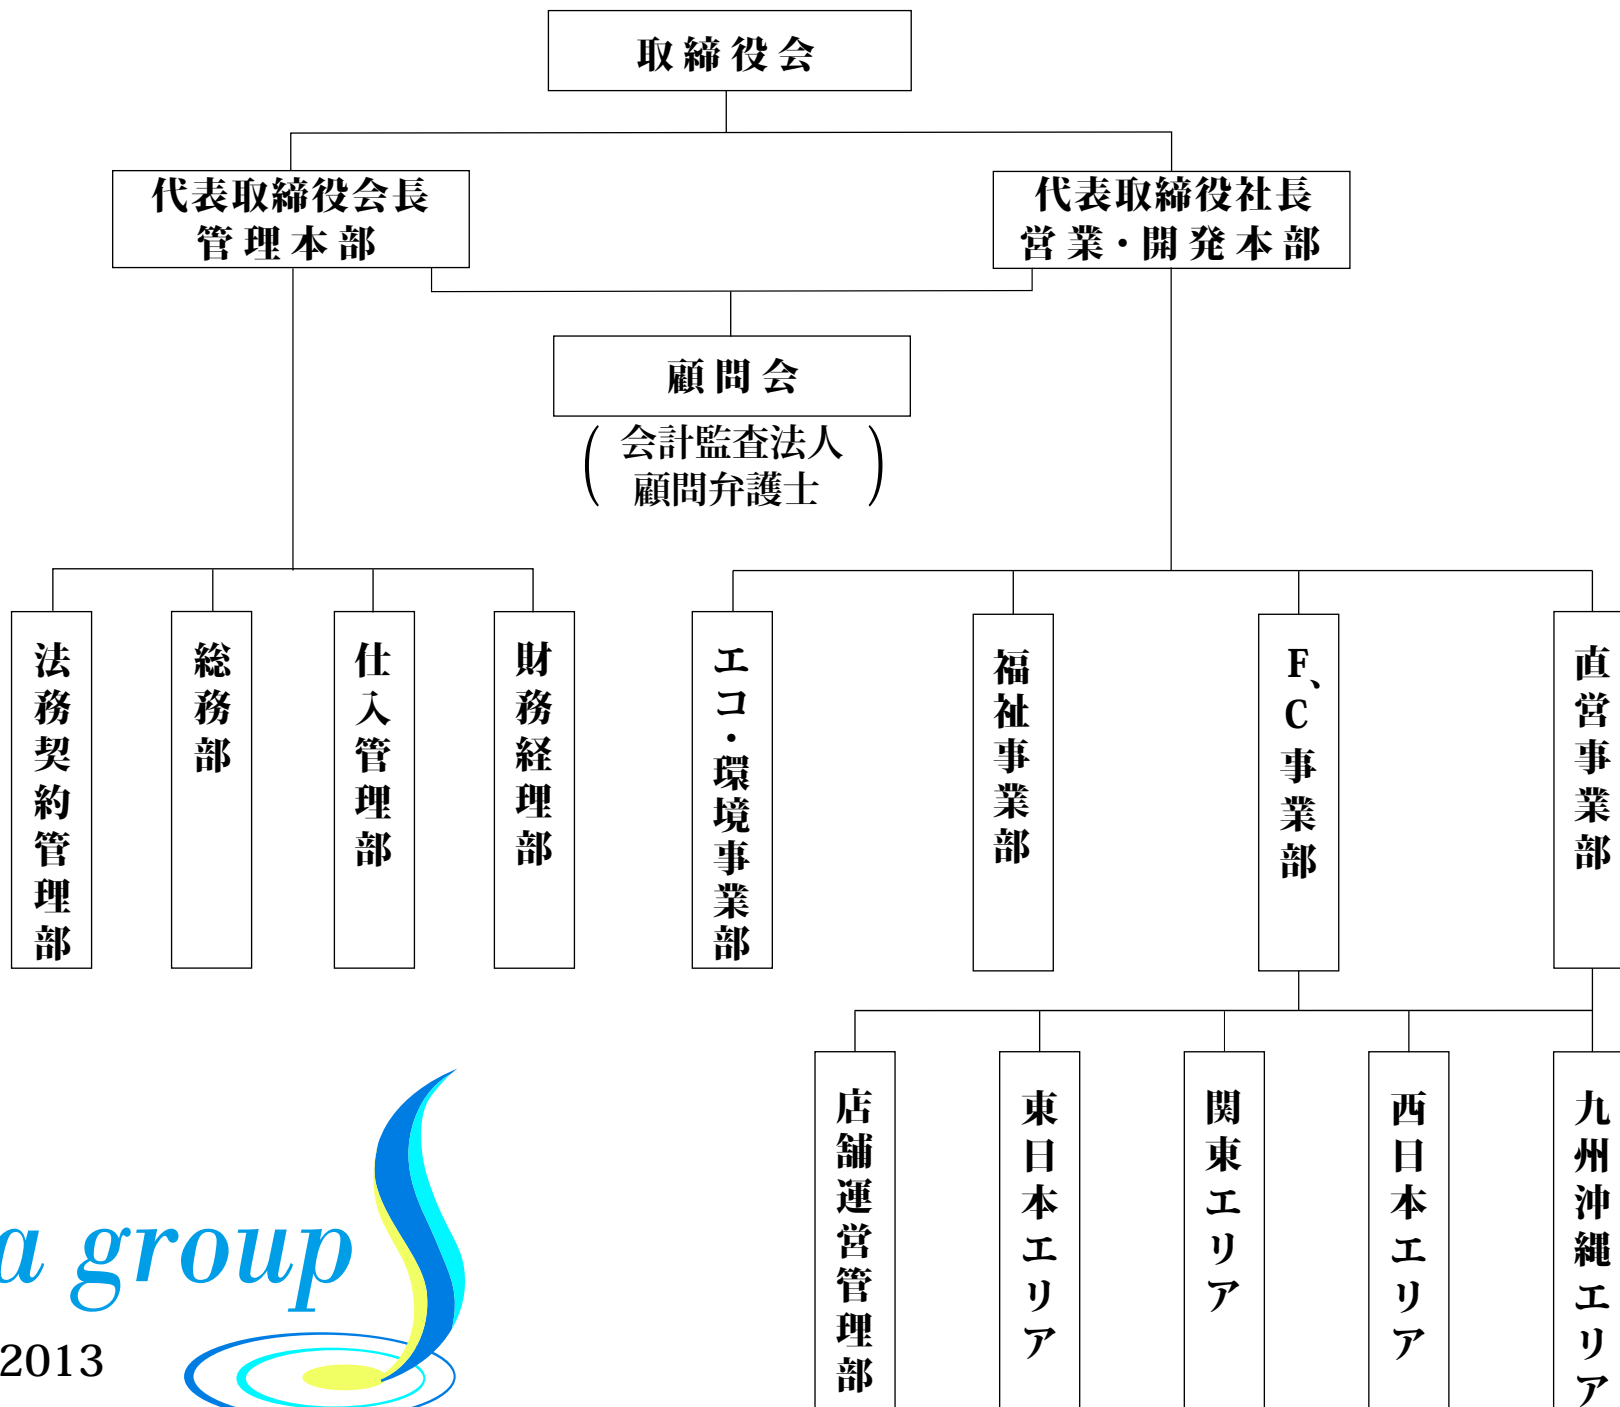 取締役会
代表取締役会長
管理本部
代表取締役社長
営業・開発本部
顧問会
(会計監査法人
顧問弁護士)
法務契約管理部
総務部
仕入管理部
財務経理部
エコ・環境事業部
福祉事業部
F、C事業部
直営事業部
店舗運営管理部
東日本エリア
関東エリア
西日本エリア
九州沖縄エリア
a group
2013